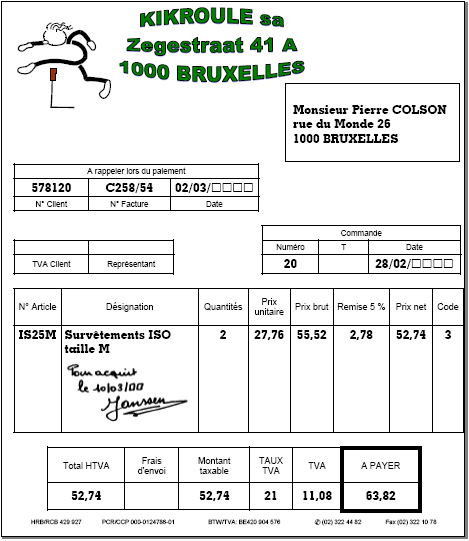 KIKROULE sa
Zegestraat 41 A
1000 BRUXELLES
Monsieur Pierre COLSON
rue du Monde 26
1000 BRUXELLES
A rappeler lors du paiement
578120 C258/54 02/03/□□□□
N° Client N° Facture Date
Commande
Numéro T Date
20 28/02/□□□□
TVA Client Représentant
N° Article Désignation Quantités Prix unitaire Prix brut Remise 5 % Prix net Code
IS25M Survêtements ISO 2 27,76 55,52 2,78 52,74 3
taille M
Pour acquit
le 10/03/00
Janssen
Total HTVA Frais d'envoi Montant taxable TAUX TVA TVA A PAYER
52,74 52,74 21 11,08 63,82
HRB/RCB 429 927 PCR/CCP 000-0124788-01 BTW/TVA: BE420 904 576 ✆ (02) 322 44 82 Fax (02) 322 10 78